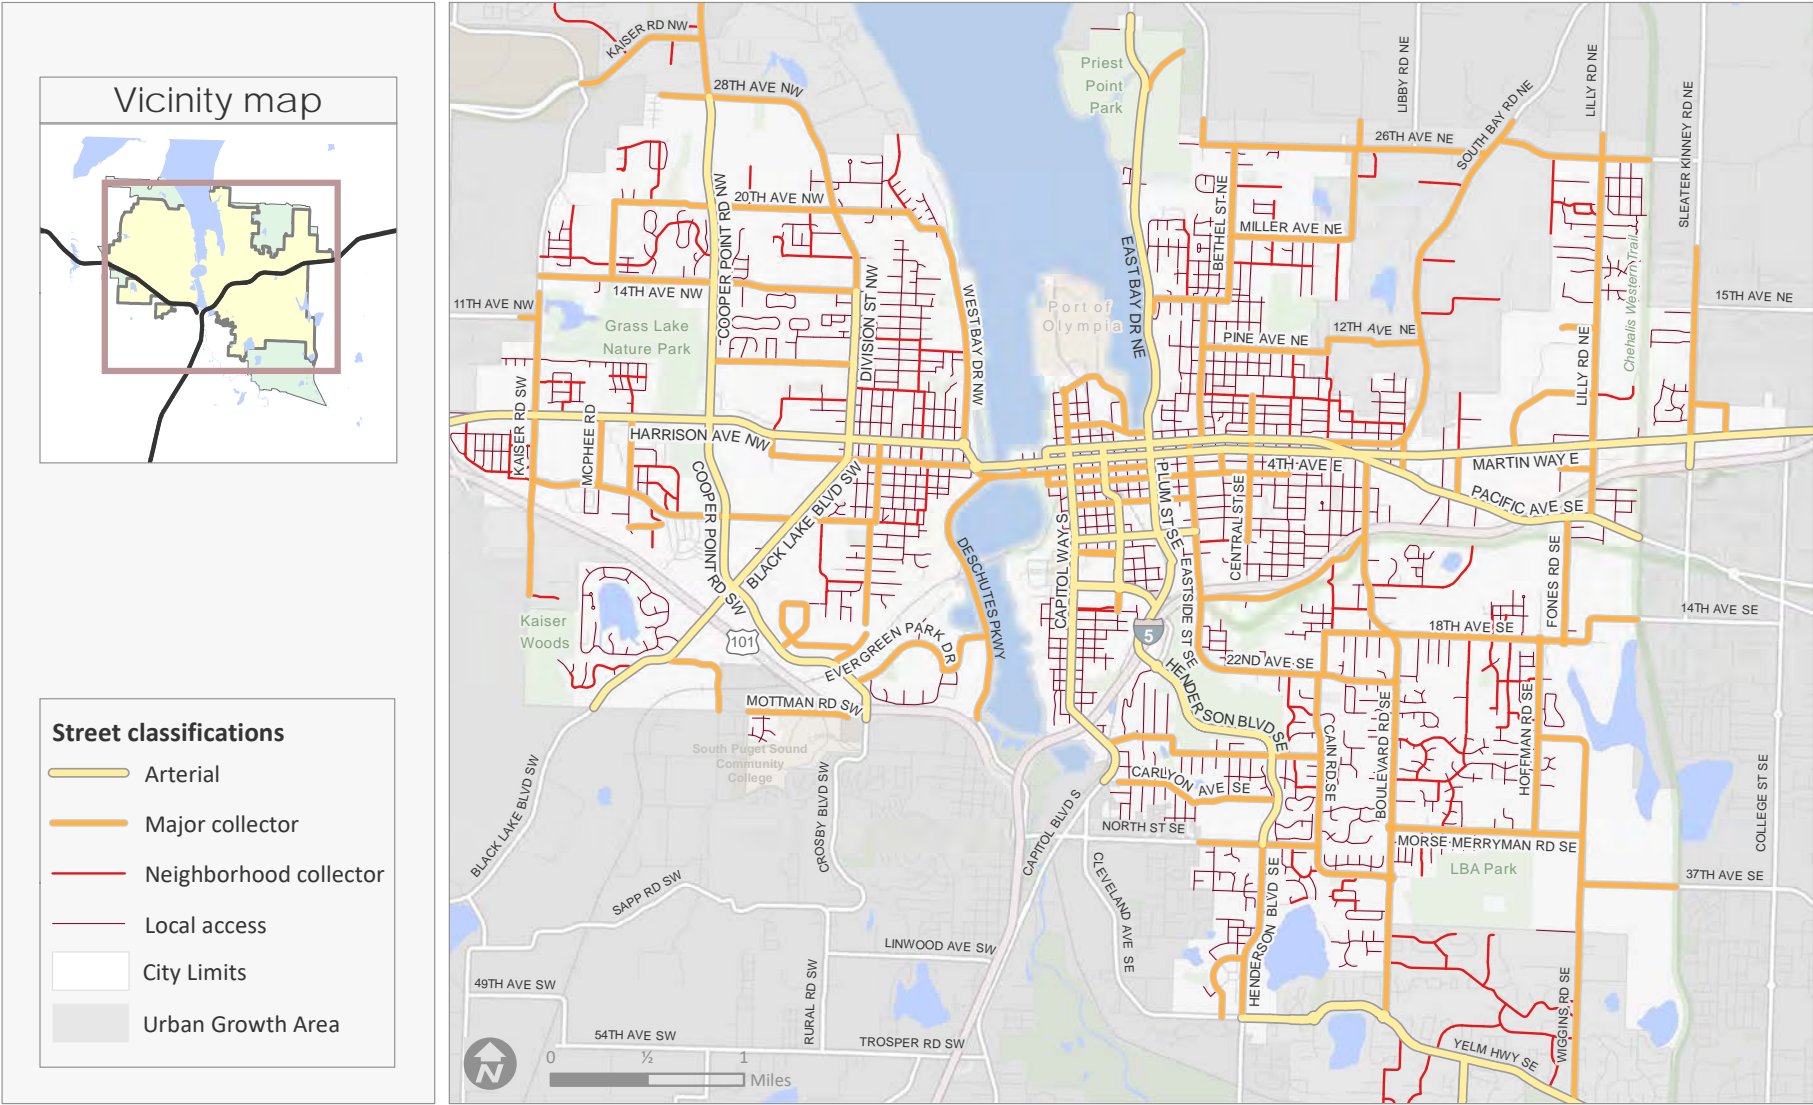 Vicinity map
Street classifications
Arterial
Major collector
Neighborhood collector
Local access
City Limits
Urban Growth Area
KAISER RD NW
28TH AVE NW
Priest
Point
Park
LIBBY RD NE
SOUTH BAY RD NE
LILLY RD NE
SLEATER KINNEY RD NE
26TH AVE NE
20TH AVE NW
COOPER POINT RD NW
BETHEL ST NE
MILLER AVE NE
EAST BAY DR NE
Chehalis Western Trail
11TH AVE NW
14TH AVE NW
DIVISION ST NW
WEST BAY DR NW
Port of
Olympia
15TH AVE NE
12TH AVE NE
PINE AVE NE
Grass Lake
Nature Park
LILLY RD NE
KAISER RD SW
MCPHEE RD
HARRISON AVE NW
COOPER POINT RD SW
BLACK LAKE BLVD SW
4TH AVE E
MARTIN WAY E
PACIFIC AVE SE
PLUM ST SE
CENTRAL ST SE
CAPITOL WAY S
EASTSIDE ST SE
DESCHUTES PKWY
FONES RD SE
14TH AVE SE
18TH AVE SE
Kaiser
Woods
101
5
EVERGREEN PARK DR
22ND AVE SE
HENDERSON BLVD SE
MOTTMAN RD SW
South Puget Sound
Community
College
CAIN RD SE
BOULEVARD RD SE
HOFFMAN RD SE
BLACK LAKE BLVD SW
CROSBY BLVD SW
CARLYON AVE SE
NORTH ST SE
CAPITOL BLVD S
CLEVELAND AVE SE
MORSE-MERRYMAN RD SE
LBA Park
COLLEGE ST SE
37TH AVE SE
SAPP RD SW
LINWOOD AVE SW
HENDERSON BLVD SE
49TH AVE SW
RURAL RD SW
WIGGINS RD SE
54TH AVE SW
TROSPER RD SW
YELM HWY SE
N
0 ½ 1
Miles